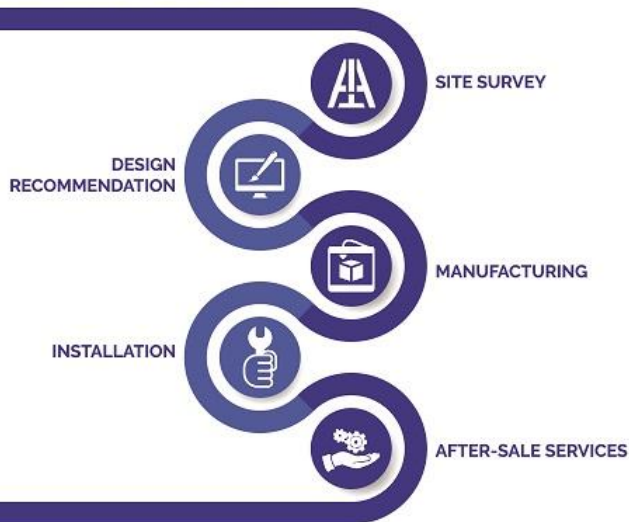 SITE SURVEY
DESIGN
RECOMMENDATION
MANUFACTURING
INSTALLATION
AFTER-SALE SERVICES